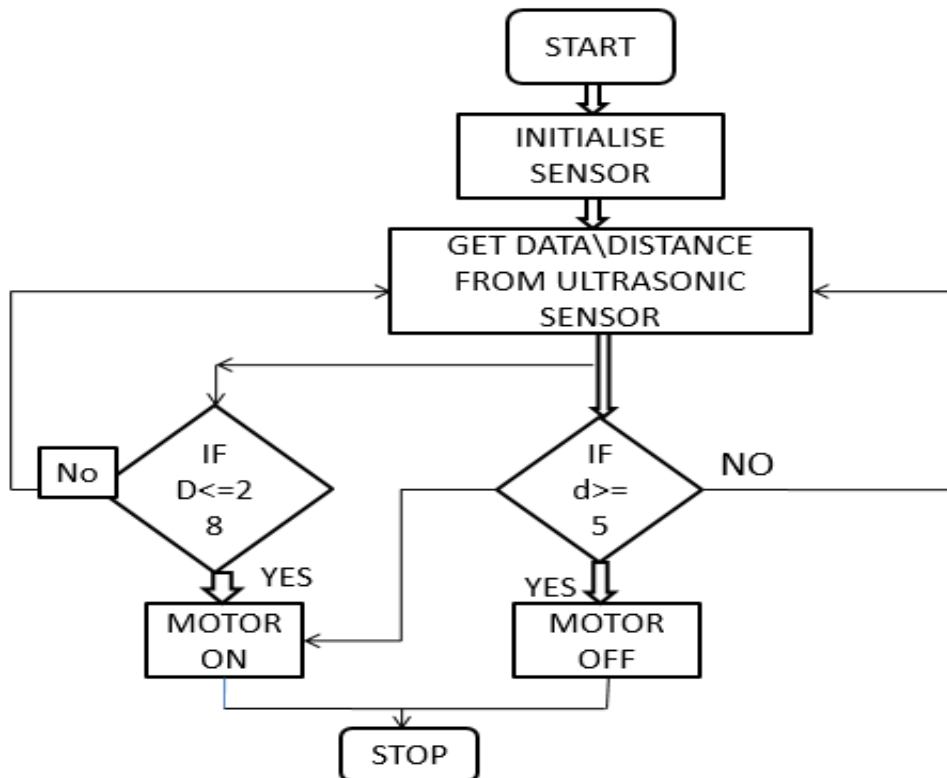 START
INITIALISE
SENSOR
GET DATA\DISTANCE
FROM ULTRASONIC
SENSOR
No
IF
D<=2
8
IF
d>=
5
NO
YES
YES
MOTOR
ON
MOTOR
OFF
STOP